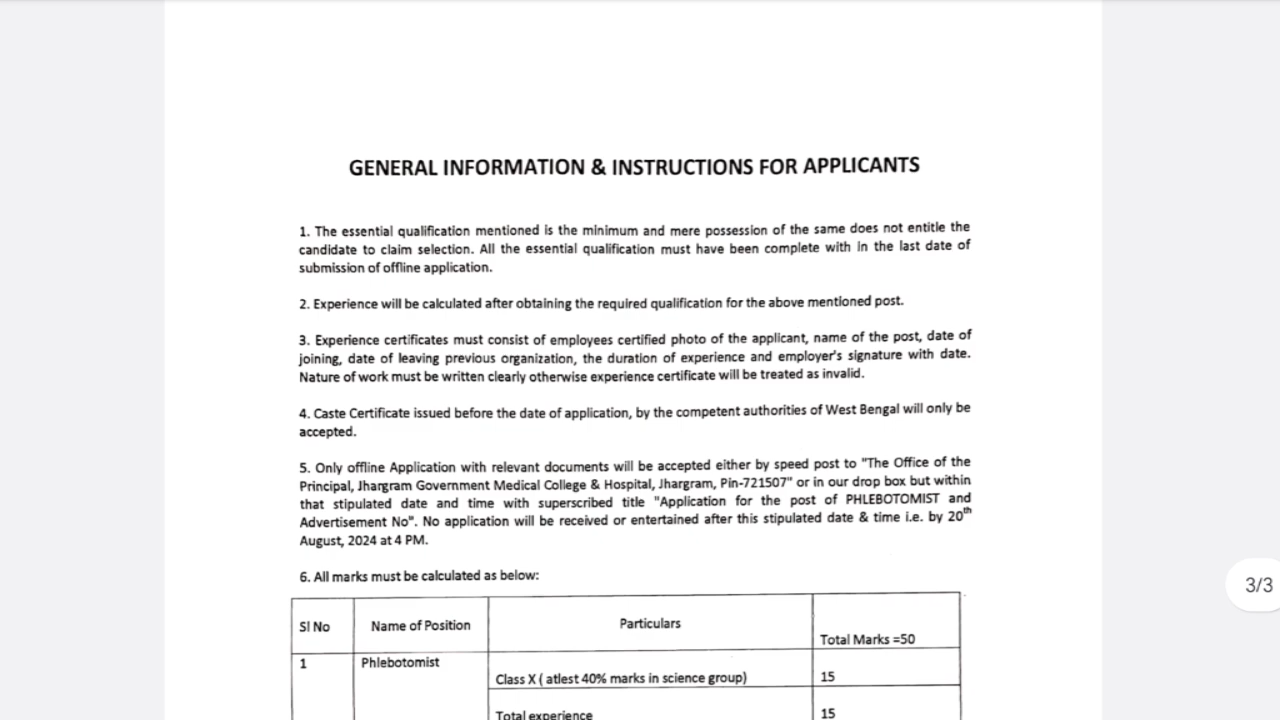 GENERAL INFORMATION & INSTRUCTIONS FOR APPLICANTS
1. The essential qualification mentioned is the minimum and mere possession of the same does not entitle the
candidate to claim selection. All the essential qualification must have been complete with in the last date of
submission of offline application.
2. Experience will be calculated after obtaining the required qualification for the above mentioned post.
3. Experience certificates must consist of employees certified photo of the applicant, name of the post, date of
joining, date of leaving previous organization, the duration of experience and employer's signature with date.
Nature of work must be written clearly otherwise experience certificate will be treated as invalid.
4. Caste Certificate issued before the date of application, by the competent authorities of West Bengal will only be
accepted.
5. Only offline Application with relevant documents will be accepted either by speed post to "The Office of the
Principal, Jhargram Government Medical College & Hospital, Jhargram, Pin-721507" or in our drop box but within
that stipulated date and time with superscribed title "Application for the post of PHLEBOTOMIST and
Advertisement No". No application will be received or entertained after this stipulated date & time i.e. by 20th
August, 2024 at 4 PM.
6. All marks must be calculated as below:
3/3
Sl No Name of Position Particulars Total Marks =50
1 Phlebotomist Class X ( atlest 40% marks in science group) 15
Total experience 15